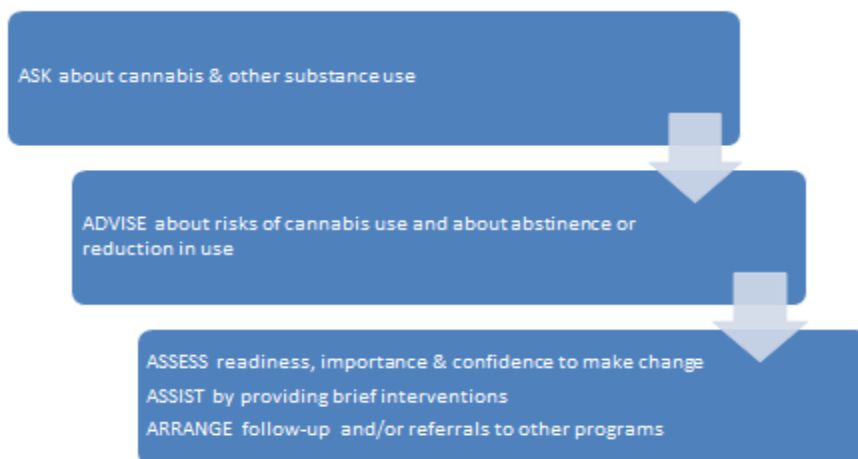 ASK about cannabis & other substance use
ADVISE about risks of cannabis use and about abstinence or
reduction in use
ASSESS readiness, importance & confidence to make change
ASSIST by providing brief interventions
ARRANGE follow-up and/or referrals to other programs